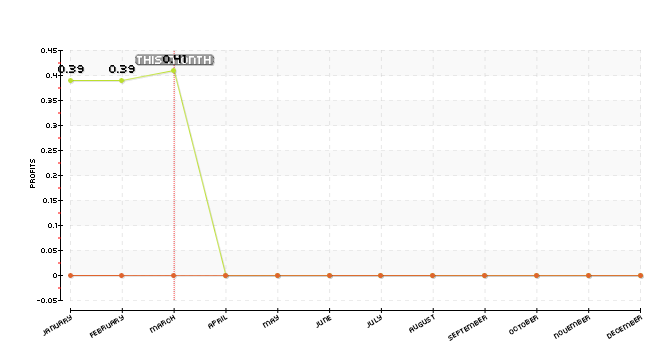 0.45
THIS MONTH
0.41
0.39
0.39
0.4
0.35
0.3
0.25
0.2
0.15
0.1
0.05
0
-0.05
PROFITS
JANUARY
FEBRUARY
MARCH
APRIL
MAY
JUNE
JULY
AUGUST
SEPTEMBER
OCTOBER
NOVEMBER
DECEMBER